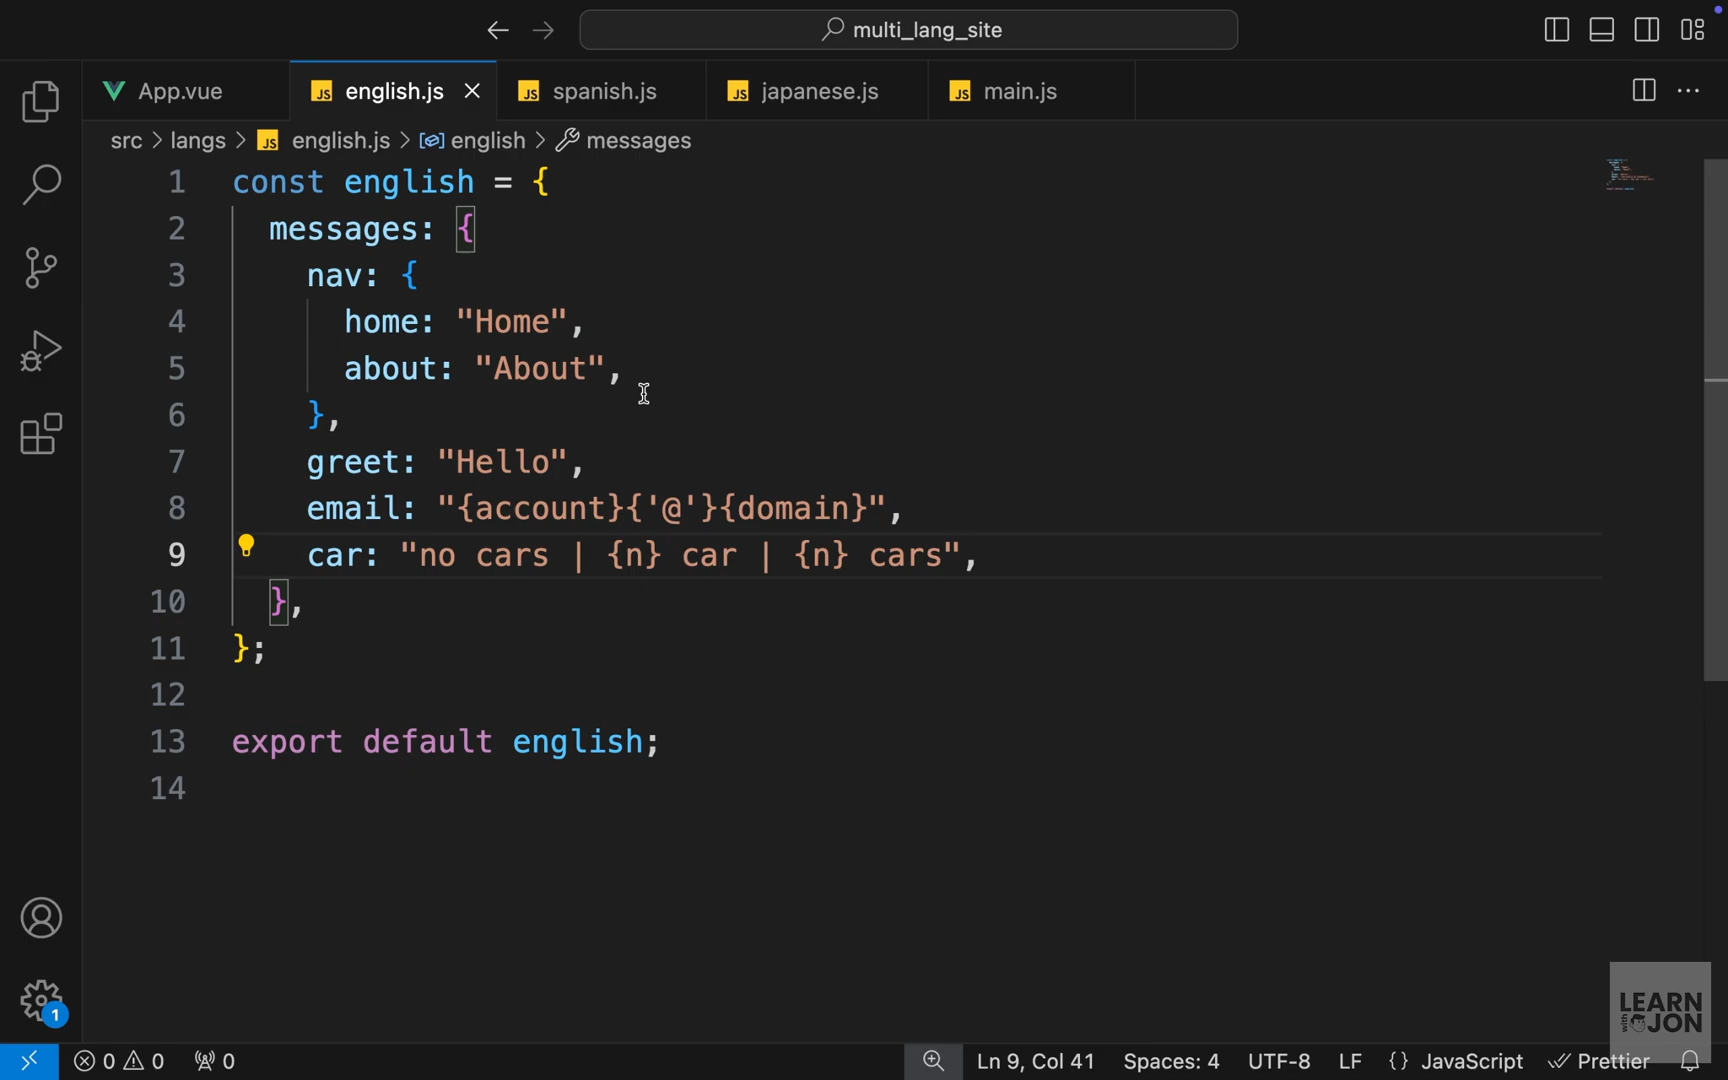 multi_lang_site
App.vue
JS english.js
JS spanish.js
JS japanese.js
JS main.js
src > langs > JS english.js > english > messages
1 const english = {
2 messages: {
3 nav: {
4 home: "Home",
5 about: "About",
6 },
7 greet: "Hello",
8 email: "{account}{'@'}{domain}",
9 car: "no cars | {n} car | {n} cars",
10 },
11 };
12
13 export default english;
14
1
LEARN
with JON
0 0 0 Ln 9, Col 41 Spaces: 4 UTF-8 LF {} JavaScript Prettier